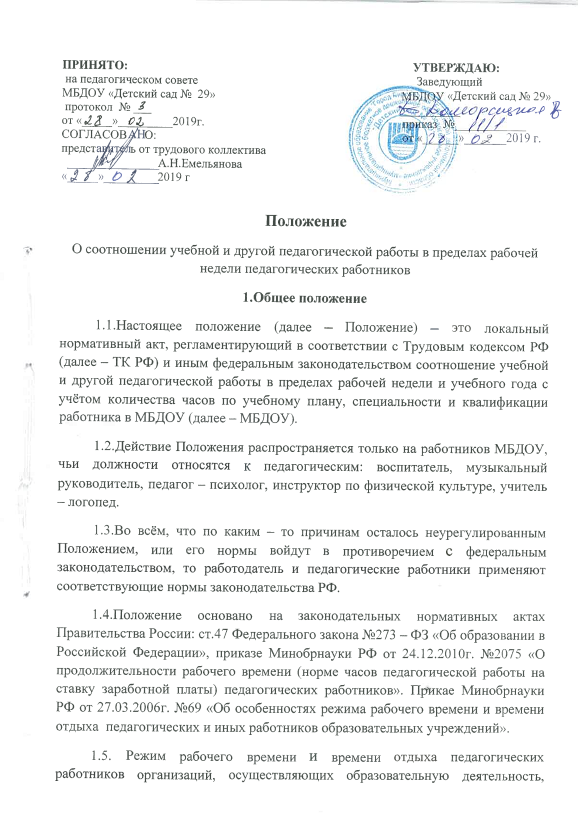 ПРИНЯТО:
на педагогическом совете
МБДОУ «Детский сад № 29»
протокол № 3
от « 28 » 02 2019г.
СОГЛАСОВАНО:
представитель от трудового коллектива
А.Н.Емельянова
« 28 » 02 2019 г
УТВЕРЖДАЮ:
Заведующий
МБДОУ «Детский сад № 29»
приказ №
от « 28 » 02 2019 г.
Положение
О соотношении учебной и другой педагогической работы в пределах рабочей
недели педагогических работников
1.Общее положение
1.1.Настоящее положение (далее – Положение) – это локальный
нормативный акт, регламентирующий в соответствии с Трудовым кодексом РФ
(далее – ТК РФ) и иным федеральным законодательством соотношение учебной
и другой педагогической работы в пределах рабочей недели и учебного года с
учётом количества часов по учебному плану, специальности и квалификации
работника в МБДОУ (далее – МБДОУ).
1.2.Действие Положения распространяется только на работников МБДОУ,
чьи должности относятся к педагогическим: воспитатель, музыкальный
руководитель, педагог – психолог, инструктор по физической культуре, учитель
– логопед.
1.3.Во всём, что по каким – то причинам осталось неурегулированным
Положением, или его нормы войдут в противоречием с федеральным
законодательством, то работодатель и педагогические работники применяют
соответствующие нормы законодательства РФ.
1.4.Положение основано на законодательных нормативных актах
Правительства России: ст.47 Федерального закона №273 – ФЗ «Об образовании в
Российской Федерации», приказе Минобрнауки РФ от 24.12.2010г. №2075 «О
продолжительности рабочего времени (норме часов педагогической работы на
ставку заработной платы) педагогических работников». Прикае Минобрнауки
РФ от 27.03.2006г. №69 «Об особенностях режима рабочего времени и времени
отдыха педагогических и иных работников образовательных учреждений».
1.5. Режим рабочего времени и времени отдыха педагогических
работников организаций, осуществляющих образовательную деятельность,